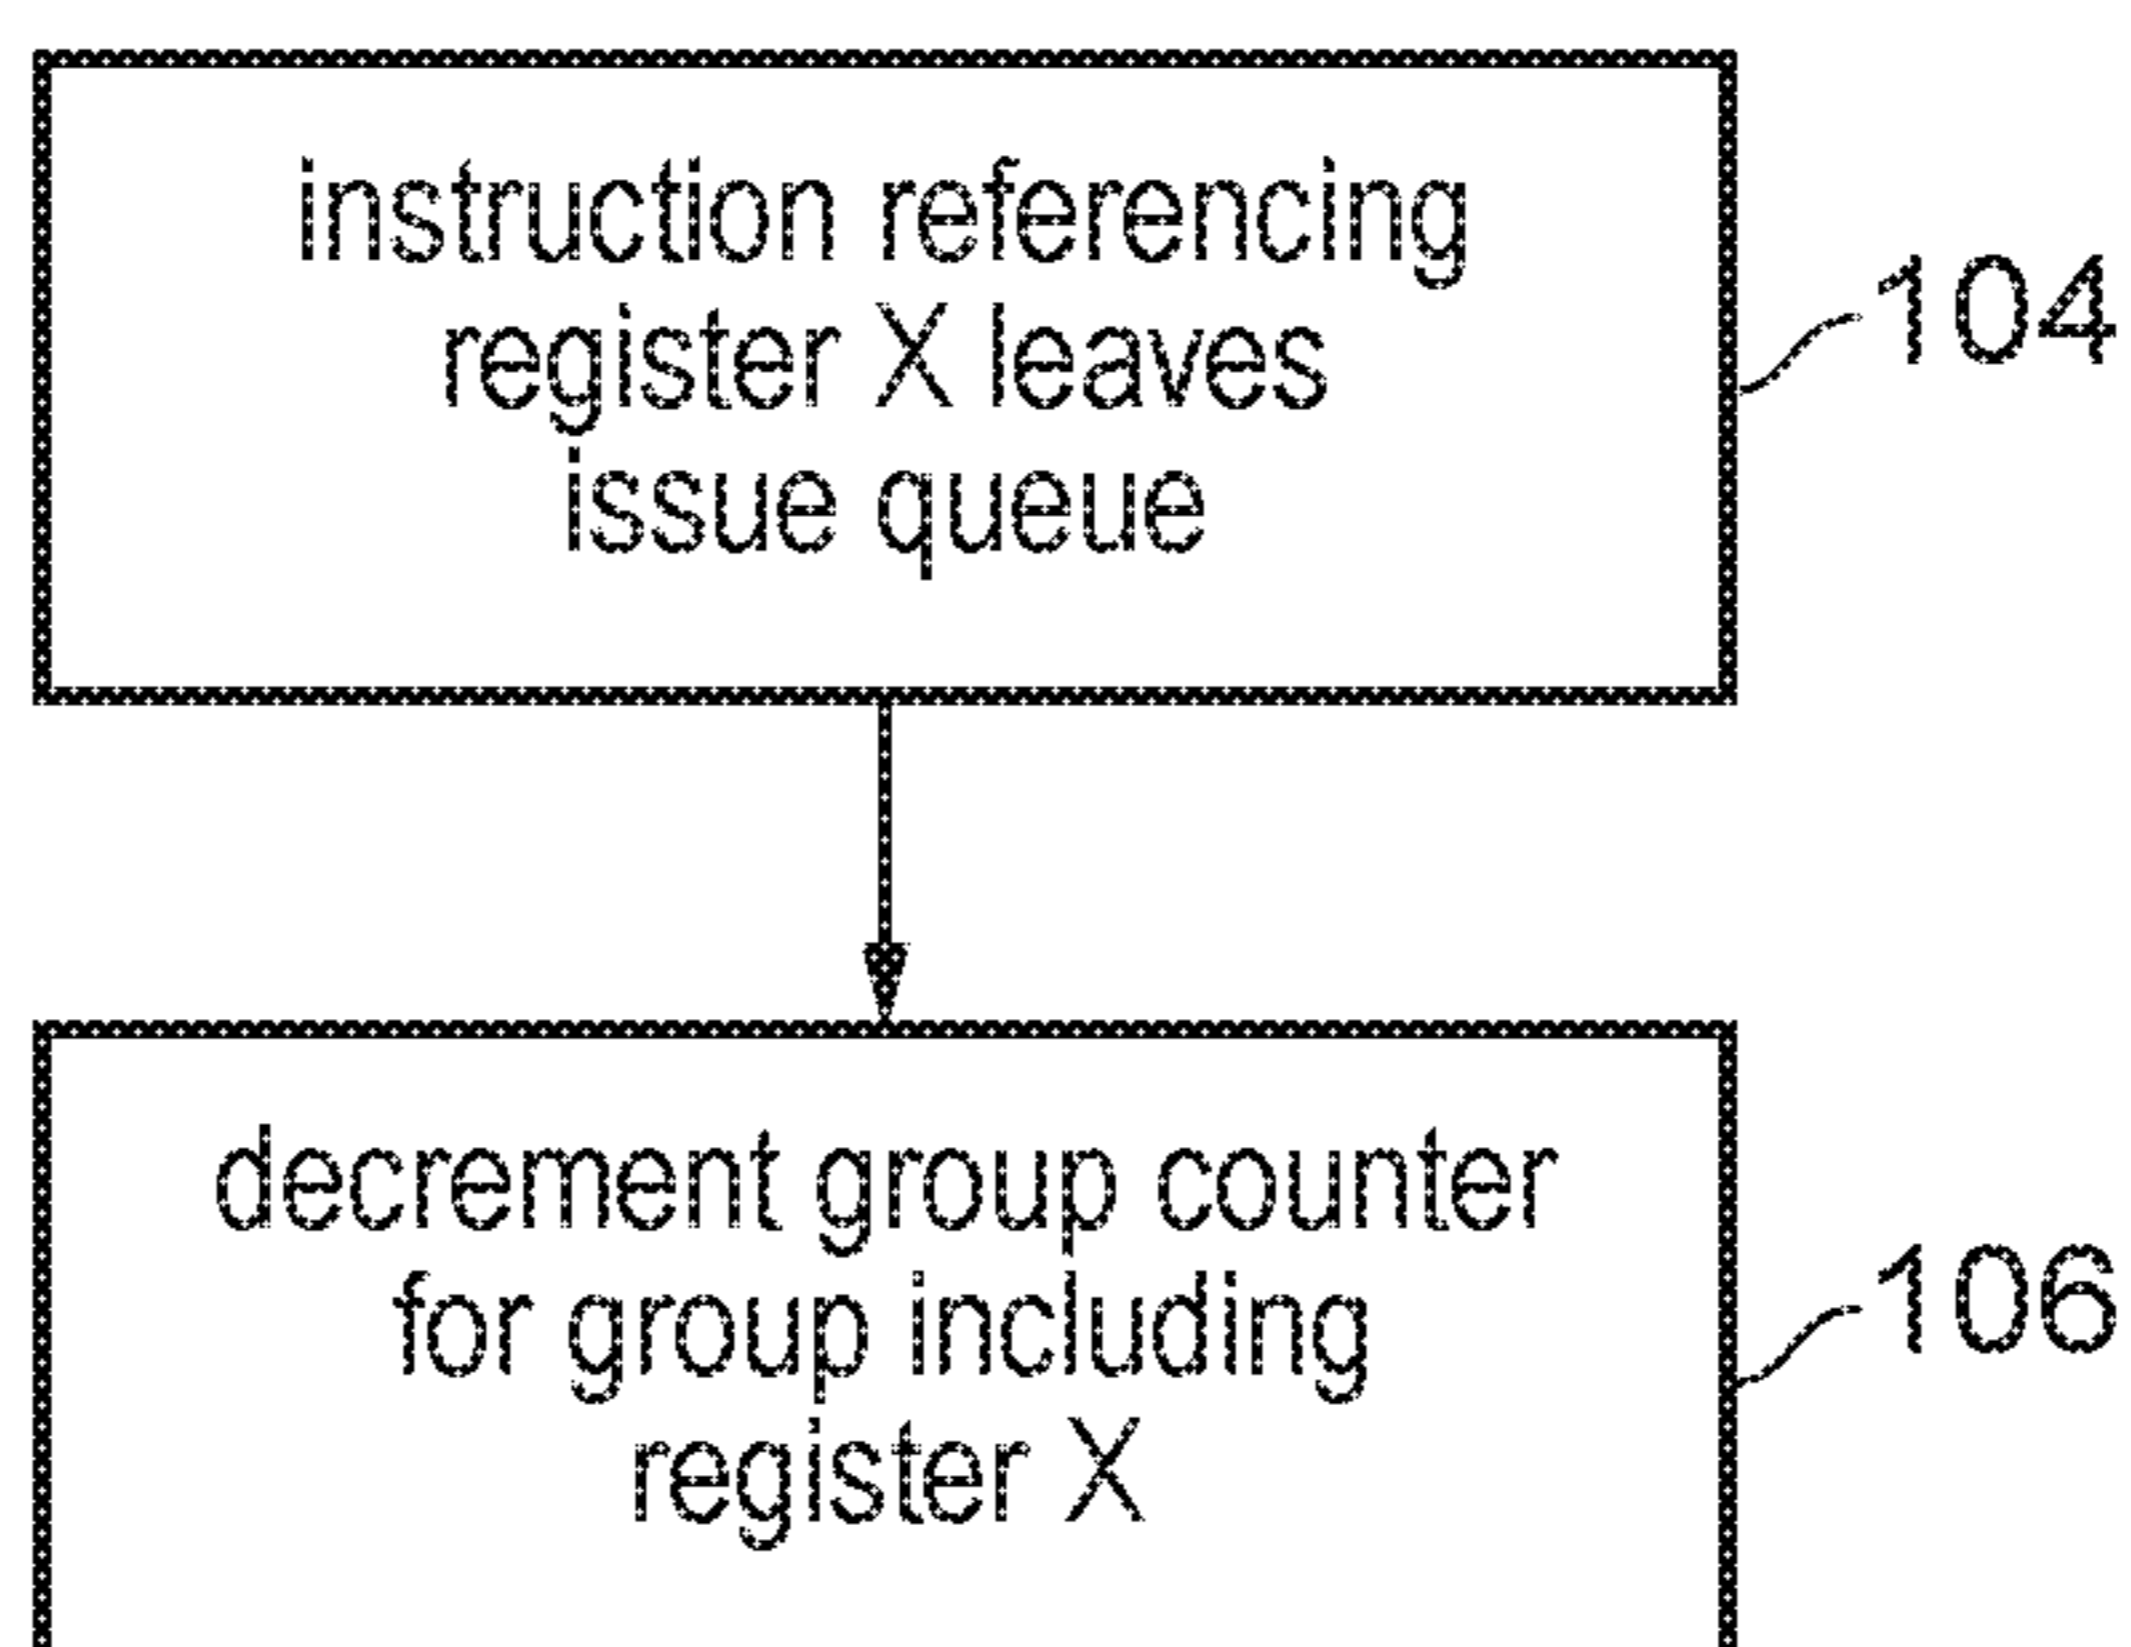 instruction referencing
register X leaves
issue queue
104
decrement group counter
for group including
register X
106